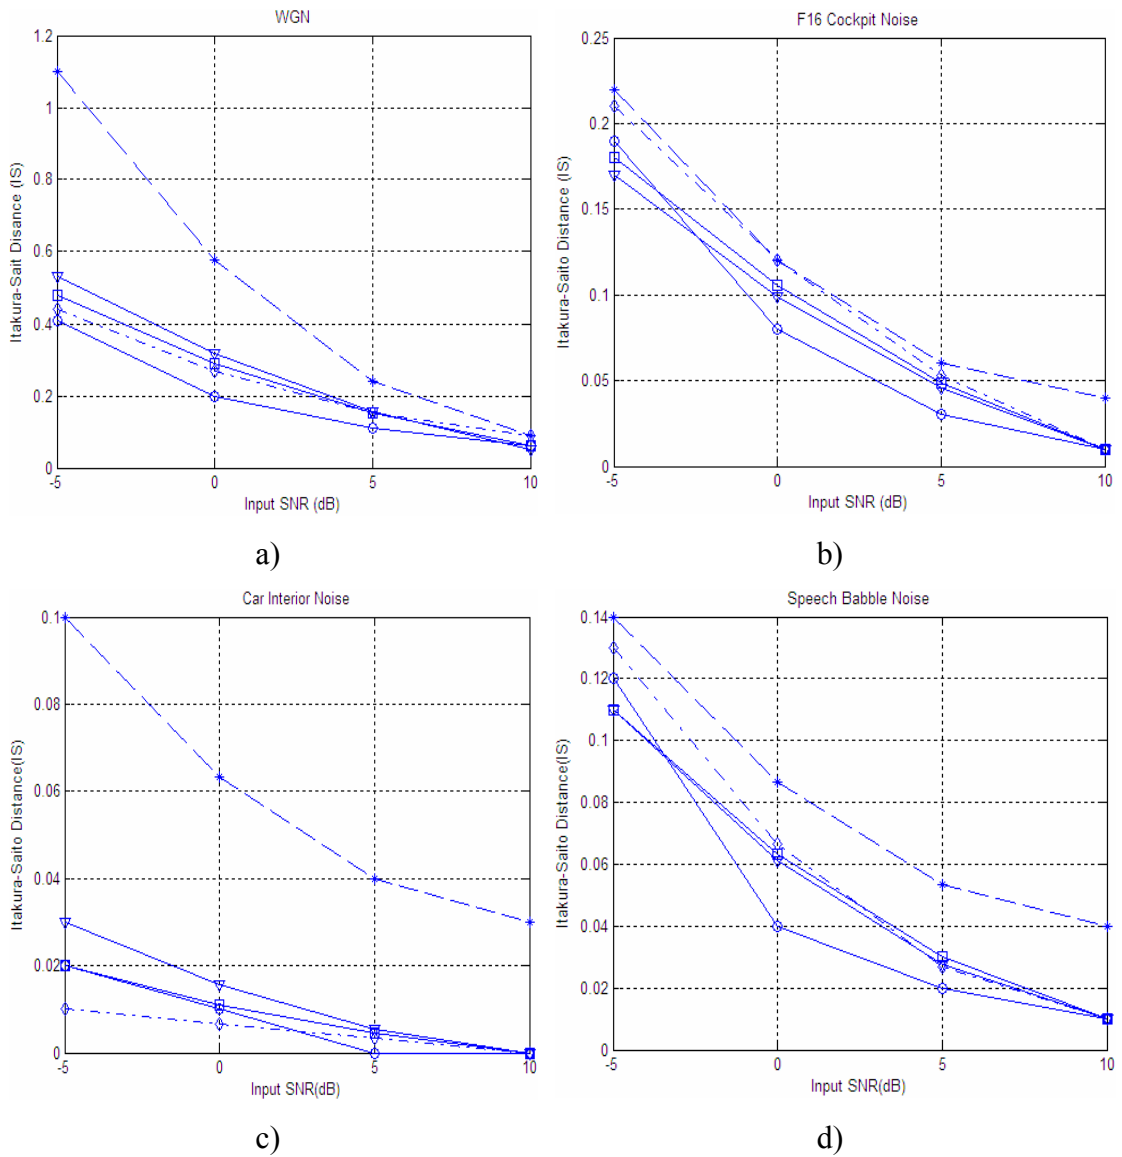 WGN
1.2
1
0.8
0.6
0.4
0.2
0
-5
0
5
10
Itakura-Sait Disance (IS)
Input SNR (dB)
a)
F16 Cockpit Noise
0.25
0.2
0.15
0.1
0.05
0
-5
0
5
10
Itakura-Saito Distance (IS)
Input SNR (dB)
b)
Car Interior Noise
0.1
0.08
0.06
0.04
0.02
0
-5
0
5
10
Itakura-Saito Distance(IS)
Input SNR(dB)
c)
Speech Babble Noise
0.14
0.12
0.1
0.08
0.06
0.04
0.02
0
-5
0
5
10
Itakura-Saito Distance(IS)
Input SNR(dB)
d)